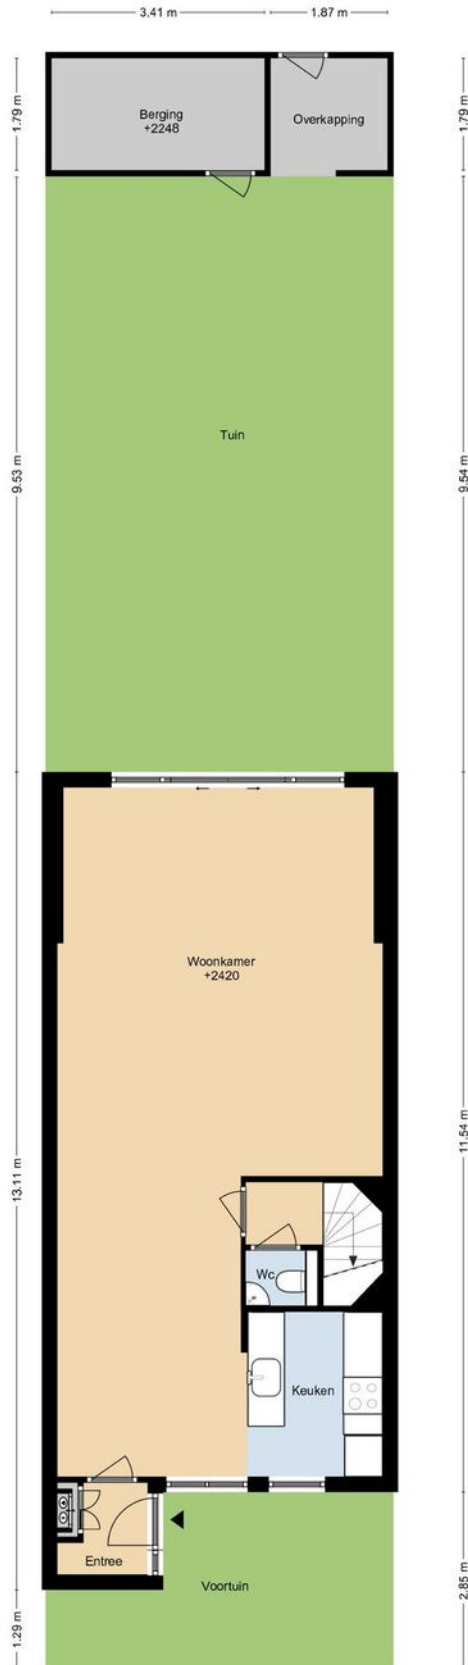 3.41 m
1.87 m
1.79 m
1.79 m
Berging
+2248
Overkapping
Tuin
9.53 m
9.54 m
Woonkamer
+2420
13.11 m
11.54 m
Wc
Keuken
Entree
Voortuin
1.29 m
2.85 m